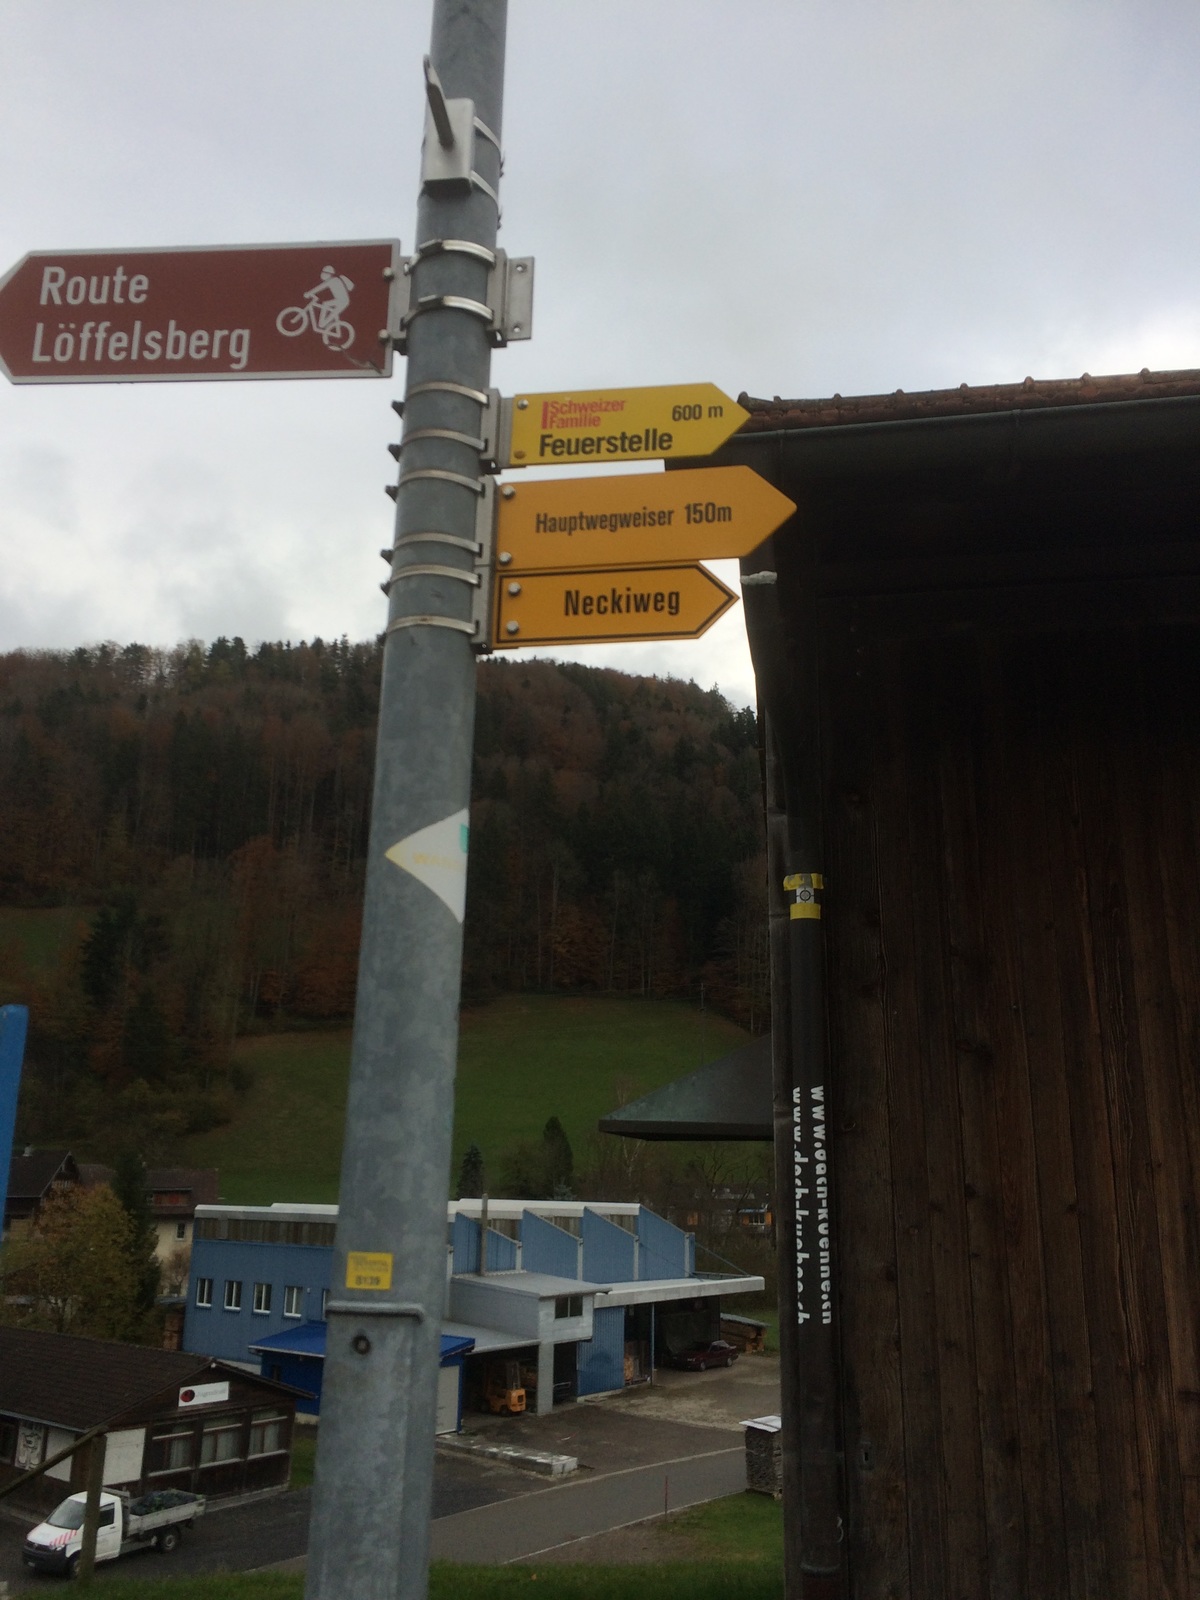 Route
Löffelsberg
Schweizer
Familie
600 m
Feuerstelle
Hauptwegweiser 150m
Neckiweg